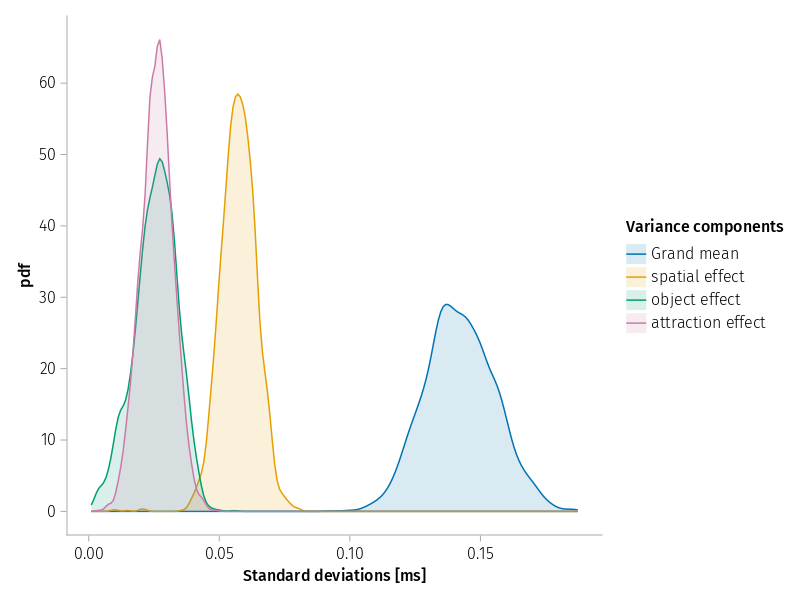 60
50
40
30
20
10
0
pdf
0.00 0.05 0.10 0.15
Standard deviations [ms]
Variance components
Grand mean
spatial effect
object effect
attraction effect